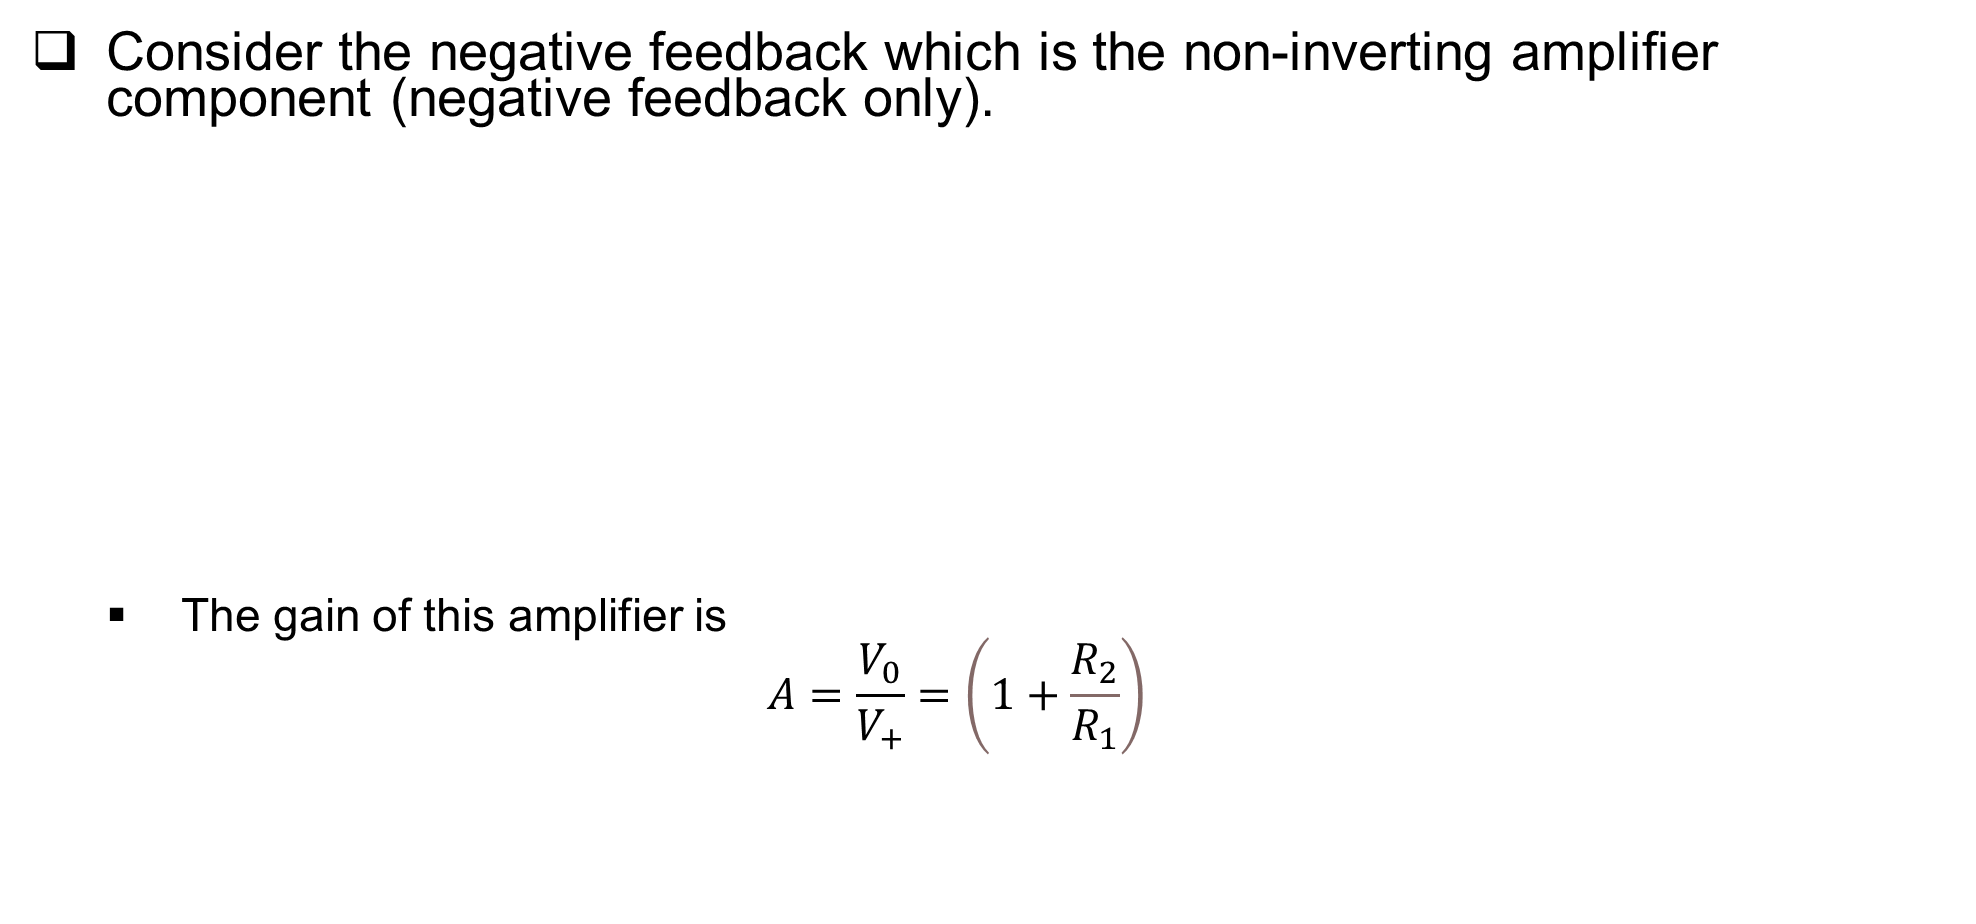 ❑ Consider the negative feedback which is the non-inverting amplifier
component (negative feedback only).
▪ The gain of this amplifier is
A = V₀/V₊ = (1 + R₂/R₁)